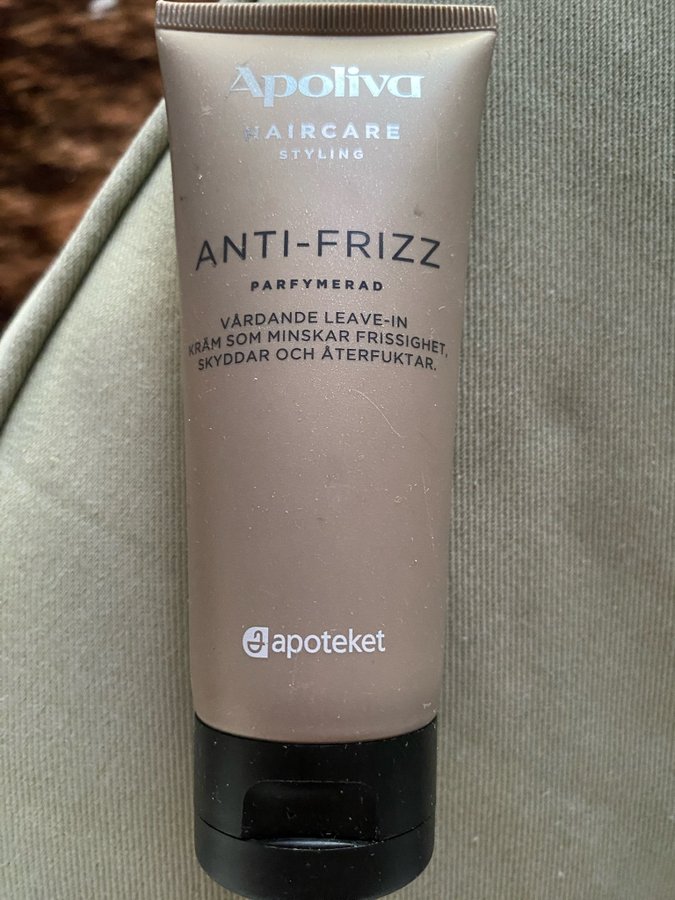 Apoliva
HAIRCARE
STYLING
ANTI-FRIZZ
PARFYMERAD
VÅRDANDE LEAVE-IN
KRÄM SOM MINSKAR FRISSIGHET,
SKYDDAR OCH ÅTERFUKTAR.
apoteket